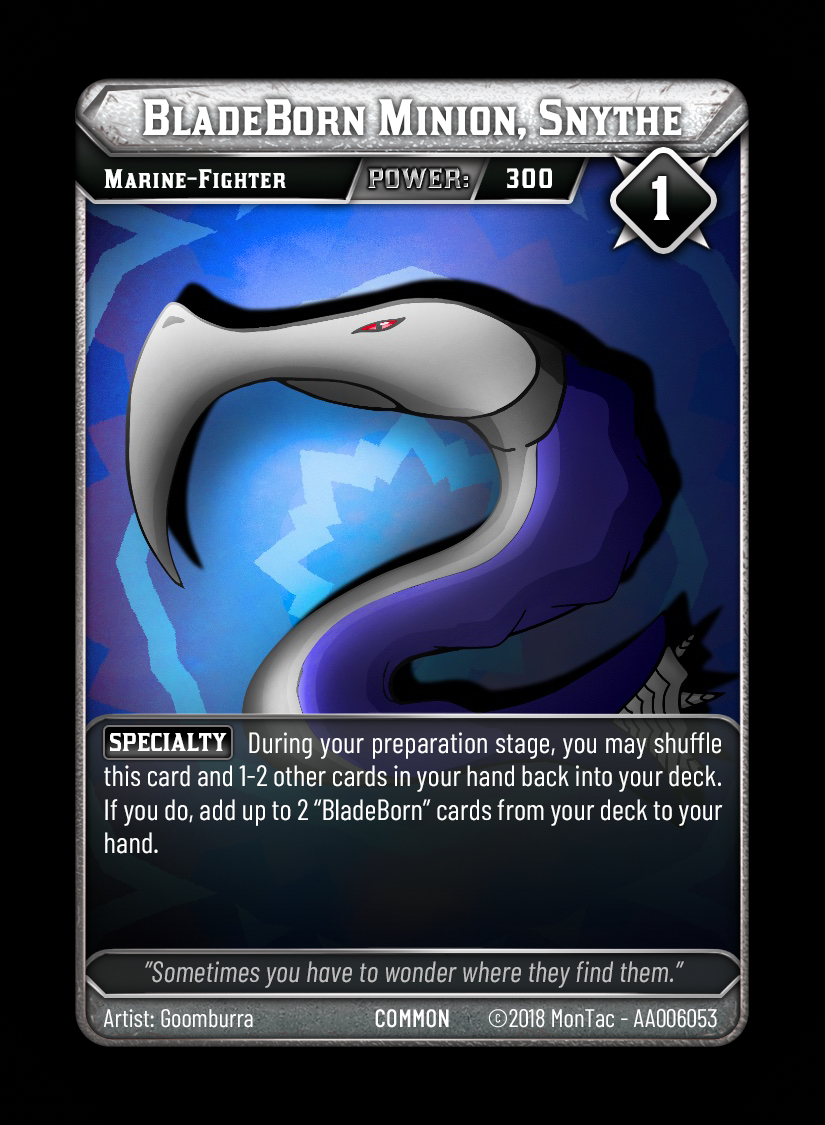 BladeBorn Minion, Snythe
Marine-Fighter POWER: 300
1
SPECIALTY During your preparation stage, you may shuffle
this card and 1-2 other cards in your hand back into your deck.
If you do, add up to 2 “BladeBorn” cards from your deck to your
hand.
"Sometimes you have to wonder where they find them."
Artist: Goomburra COMMON ©2018 MonTac - AA006053